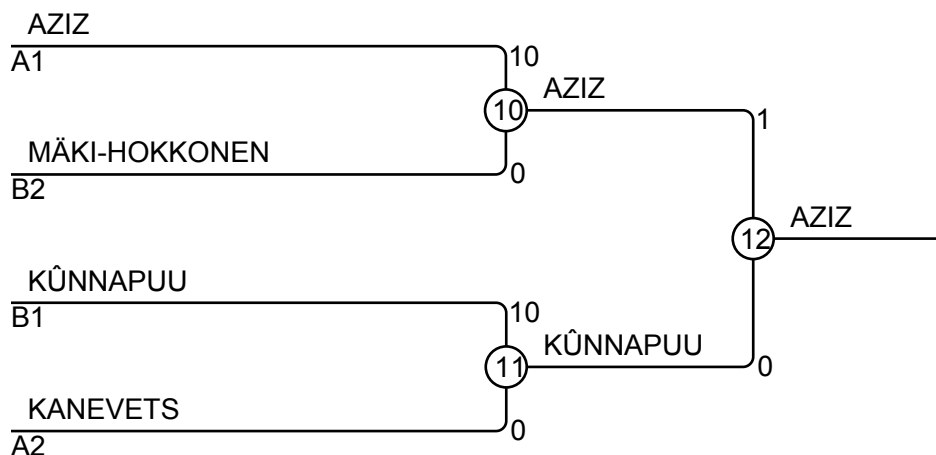 AZIZ
A1
10
10
AZIZ
1
MÄKI-HOKKONEN
B2
0
12
AZIZ
KÛNNAPUU
B1
10
11
KÛNNAPUU
0
KANEVETS
A2
0